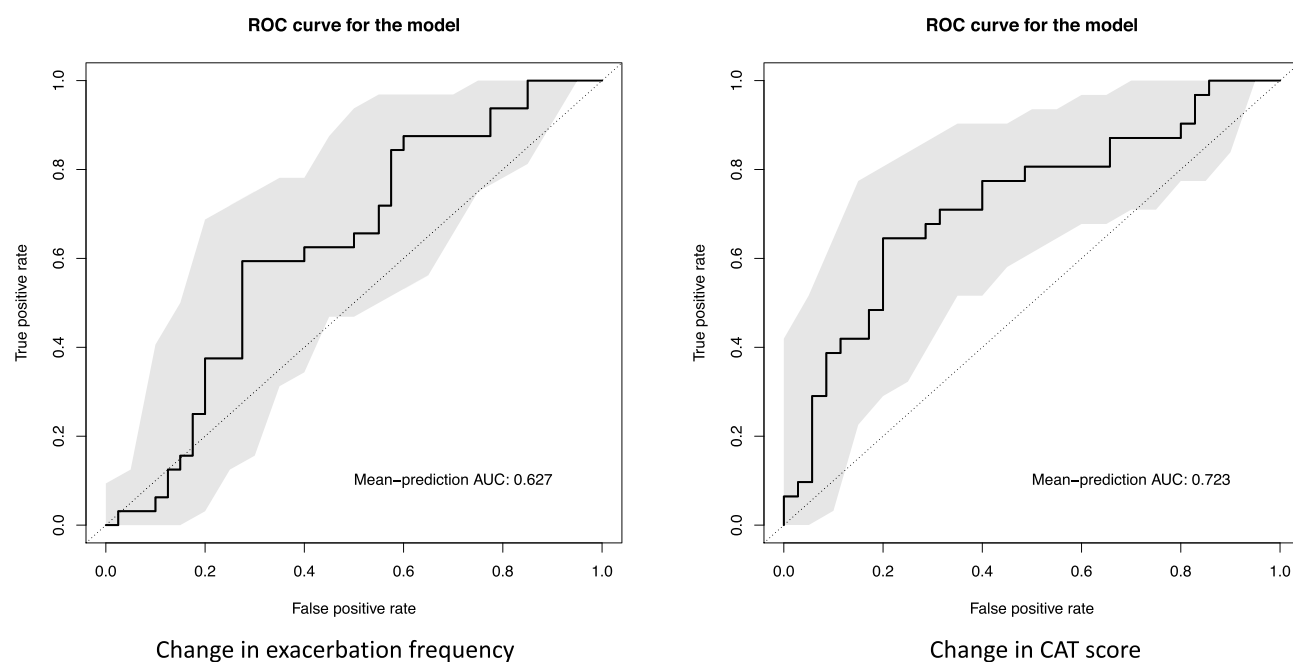 ROC curve for the model
1.0
0.8
0.6
0.4
0.2
0.0
True positive rate
Mean−prediction AUC: 0.627
0.0 0.2 0.4 0.6 0.8 1.0
False positive rate
Change in exacerbation frequency
ROC curve for the model
1.0
0.8
0.6
0.4
0.2
0.0
True positive rate
Mean−prediction AUC: 0.723
0.0 0.2 0.4 0.6 0.8 1.0
False positive rate
Change in CAT score